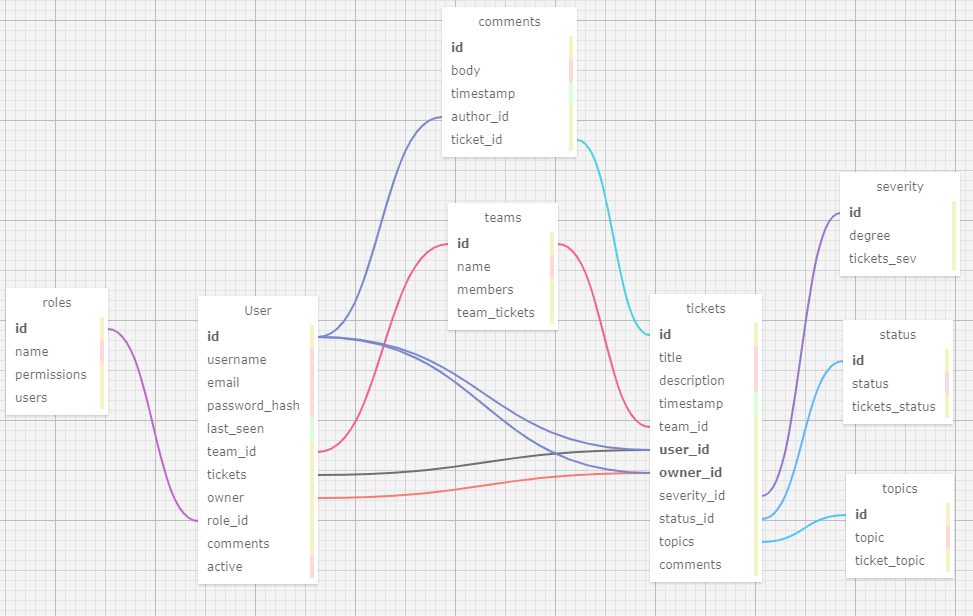 comments
id
body
timestamp
author_id
ticket_id
teams
id
name
members
team_tickets
roles
id
name
permissions
users
User
id
username
email
password_hash
last_seen
team_id
tickets
owner
role_id
comments
active
tickets
id
title
description
timestamp
team_id
user_id
owner_id
severity_id
status_id
topics
comments
severity
id
degree
tickets_sev
status
id
status
tickets_status
topics
id
topic
ticket_topic